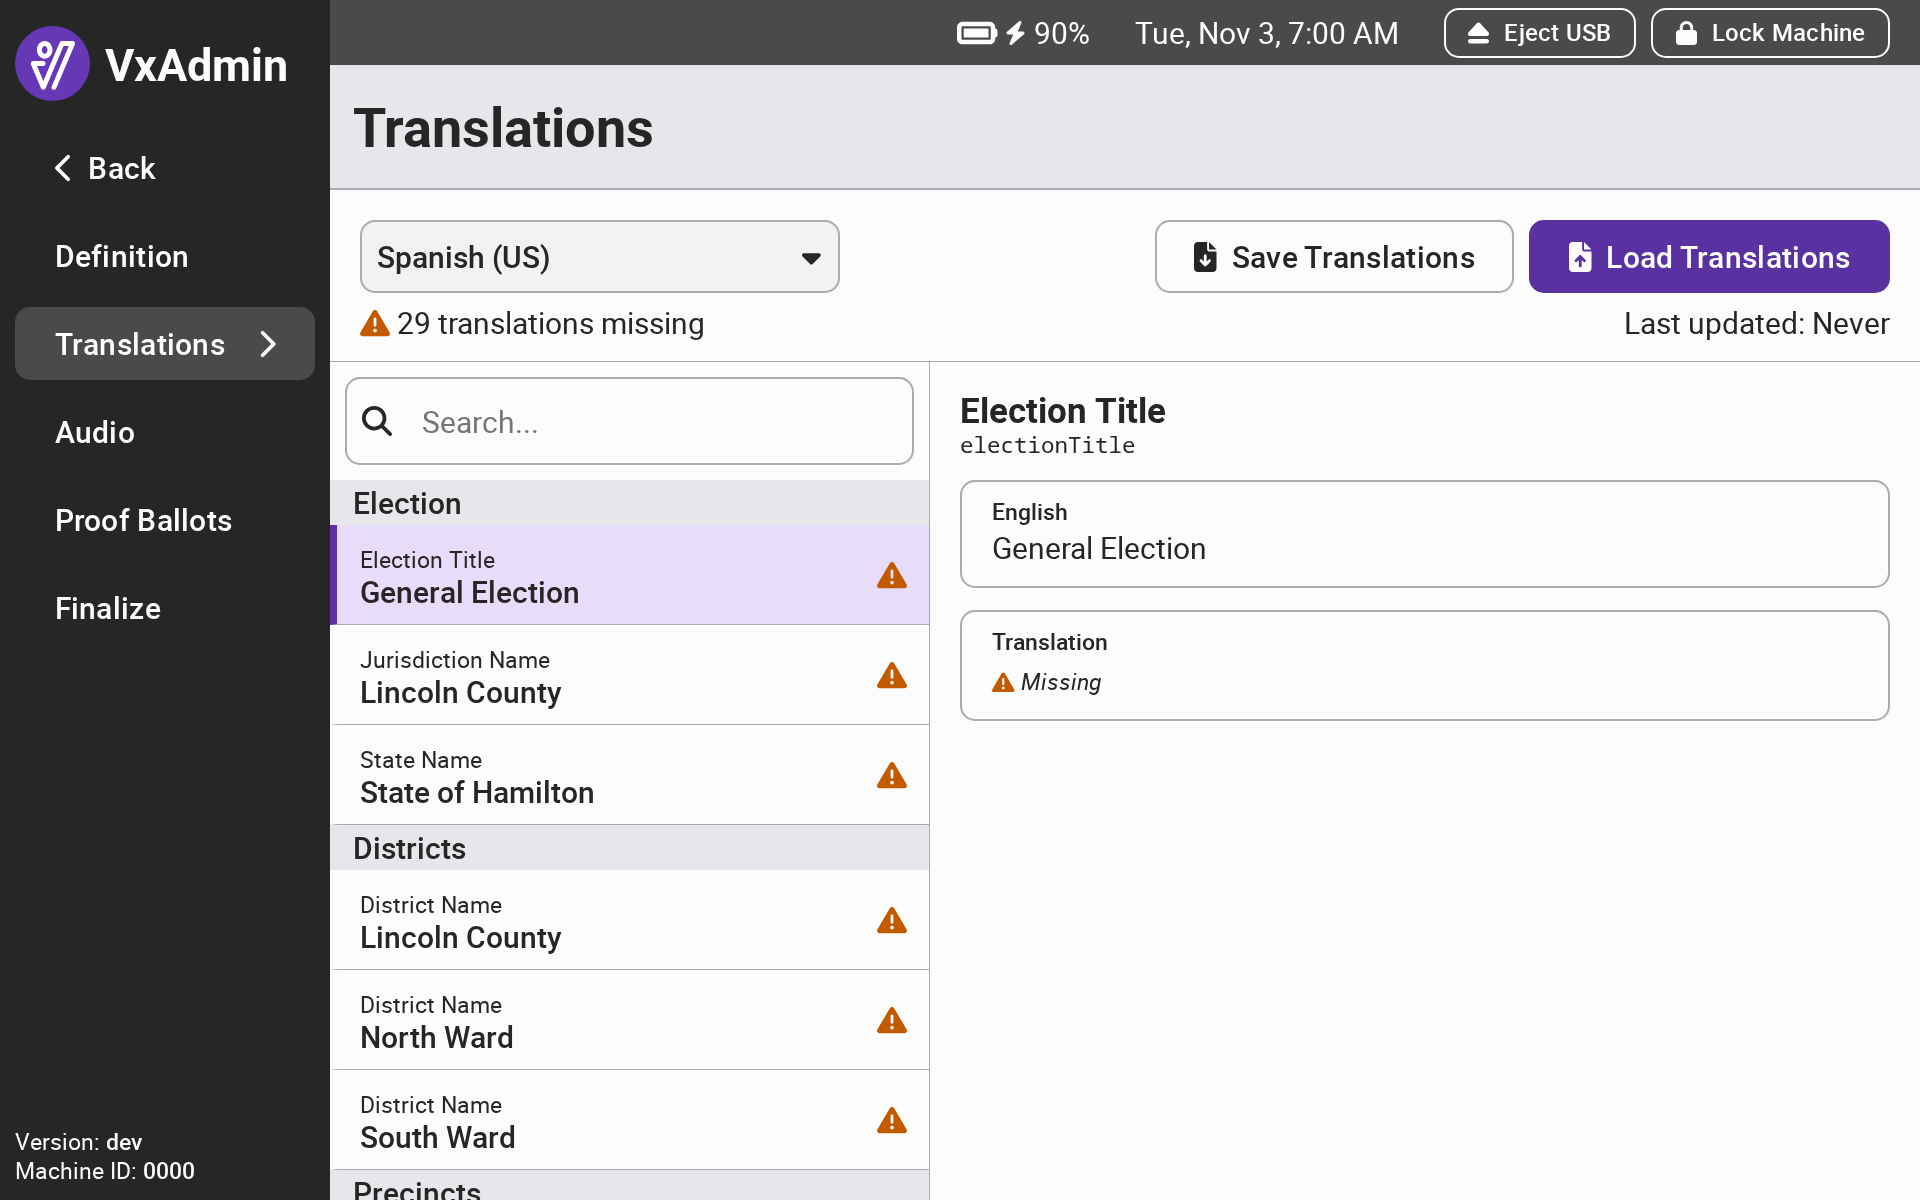 VxAdmin
Back
Definition
Translations
Audio
Proof Ballots
Finalize
Version: dev
Machine ID: 0000
90%
Tue, Nov 3, 7:00 AM
Eject USB
Lock Machine
Translations
Spanish (US)
Save Translations
Load Translations
29 translations missing
Last updated: Never
Search...
Election
Election Title
General Election
Jurisdiction Name
Lincoln County
State Name
State of Hamilton
Districts
District Name
Lincoln County
District Name
North Ward
District Name
South Ward
Precincts
Election Title
electionTitle
English
General Election
Translation
Missing